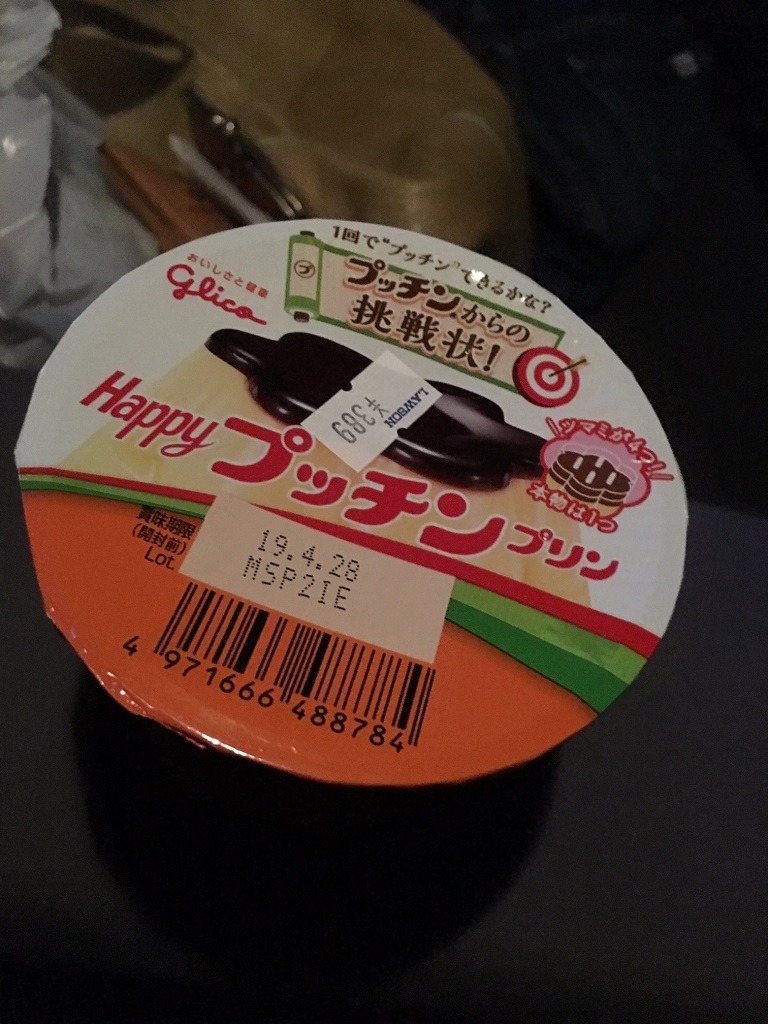 1回で"プッチン"できるかな?
プッチンからの
挑戦状!
おいしさと健康
Glico
LAWSON
¥389
Happy プッチンプリン
ツマミが4つ!
本物は1つ
賞味期限
(開封前)
Lot
19.4.28
MSP2IE
4 971666 488784